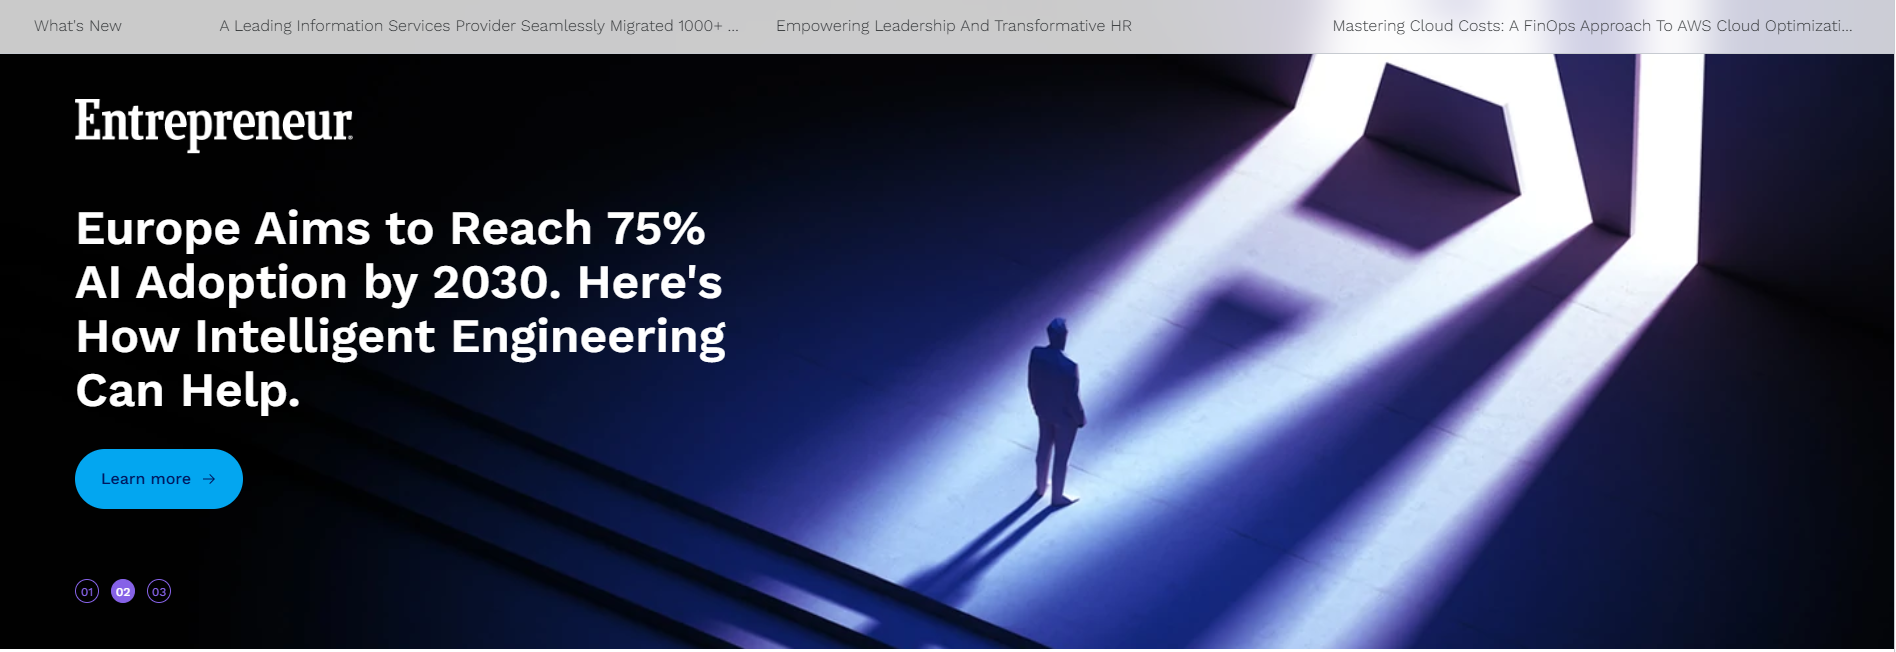 What's New
A Leading Information Services Provider Seamlessly Migrated 1000+ ...
Empowering Leadership And Transformative HR
Mastering Cloud Costs: A FinOps Approach To AWS Cloud Optimizati...
Entrepreneur.
Europe Aims to Reach 75%
AI Adoption by 2030. Here's
How Intelligent Engineering
Can Help.
Learn more →
01 02 03
AI